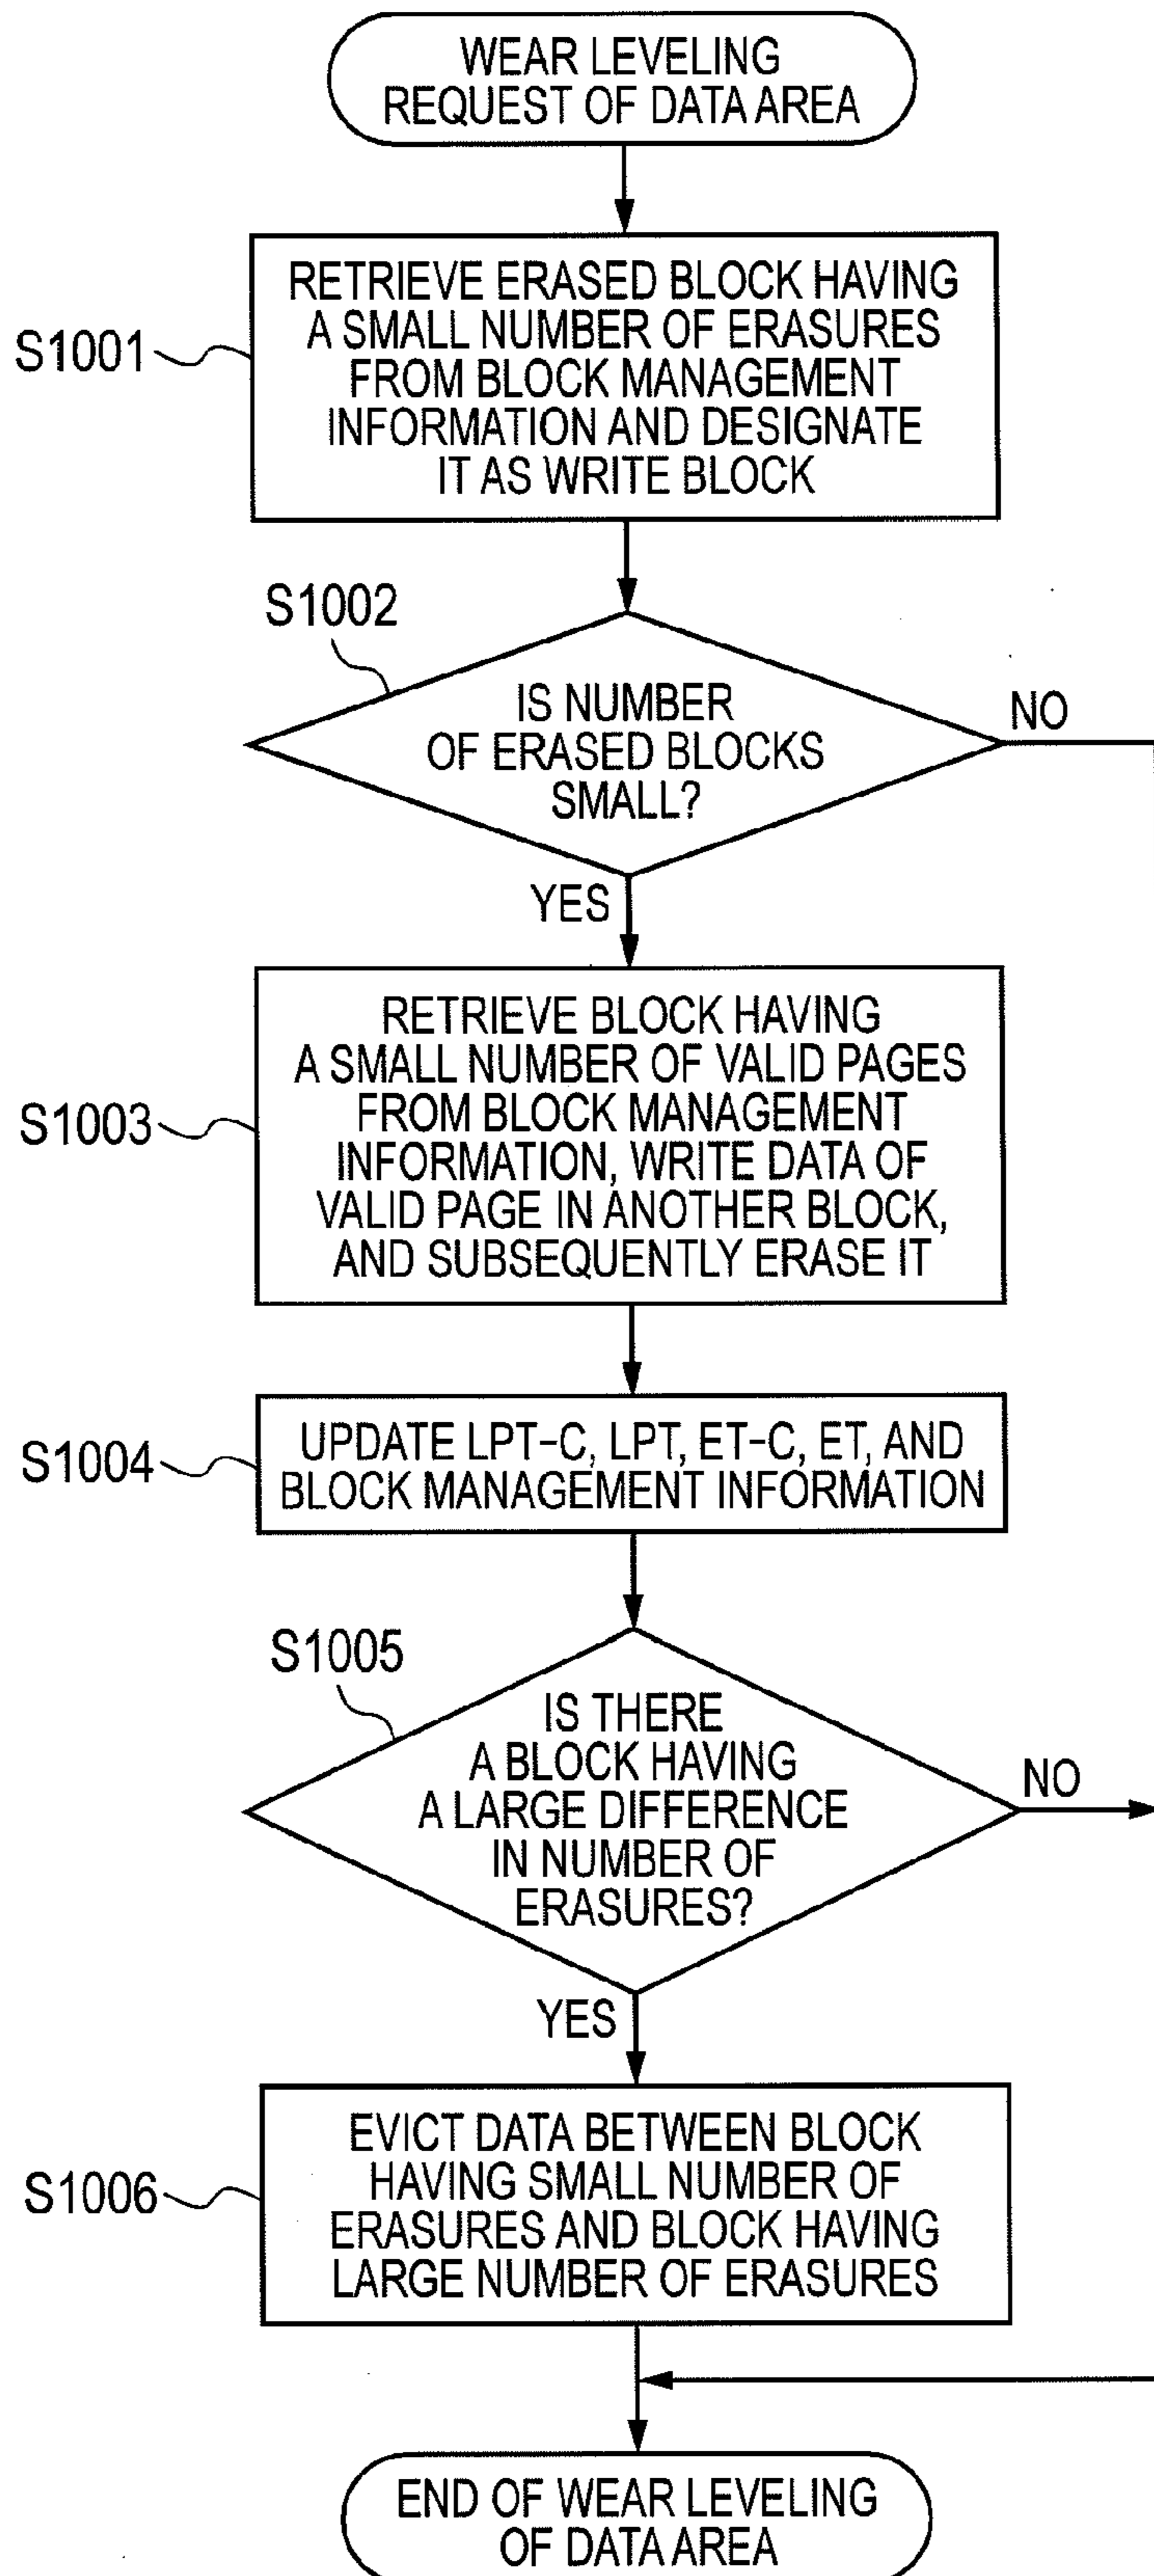 WEAR LEVELING
REQUEST OF DATA AREA
S1001
RETRIEVE ERASED BLOCK HAVING
A SMALL NUMBER OF ERASURES
FROM BLOCK MANAGEMENT
INFORMATION AND DESIGNATE
IT AS WRITE BLOCK
S1002
IS NUMBER
OF ERASED BLOCKS
SMALL?
NO
YES
S1003
RETRIEVE BLOCK HAVING
A SMALL NUMBER OF VALID PAGES
FROM BLOCK MANAGEMENT
INFORMATION, WRITE DATA OF
VALID PAGE IN ANOTHER BLOCK,
AND SUBSEQUENTLY ERASE IT
S1004
UPDATE LPT-C, LPT, ET-C, ET, AND
BLOCK MANAGEMENT INFORMATION
S1005
IS THERE
A BLOCK HAVING
A LARGE DIFFERENCE
IN NUMBER OF
ERASURES?
NO
YES
S1006
EVICT DATA BETWEEN BLOCK
HAVING SMALL NUMBER OF
ERASURES AND BLOCK HAVING
LARGE NUMBER OF ERASURES
END OF WEAR LEVELING
OF DATA AREA